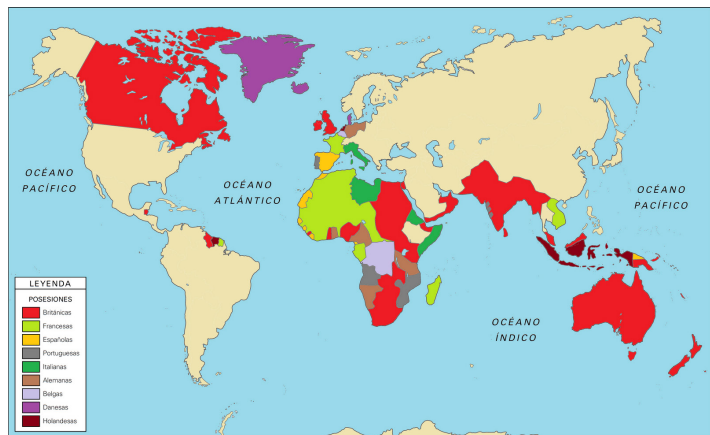 OCÉANO
PACÍFICO
OCÉANO
ATLÁNTICO
OCÉANO
PACÍFICO
OCÉANO
ÍNDICO
LEYENDA
POSESIONES
Británicas
Francesas
Españolas
Portuguesas
Italianas
Alemanas
Belgas
Danesas
Holandesas